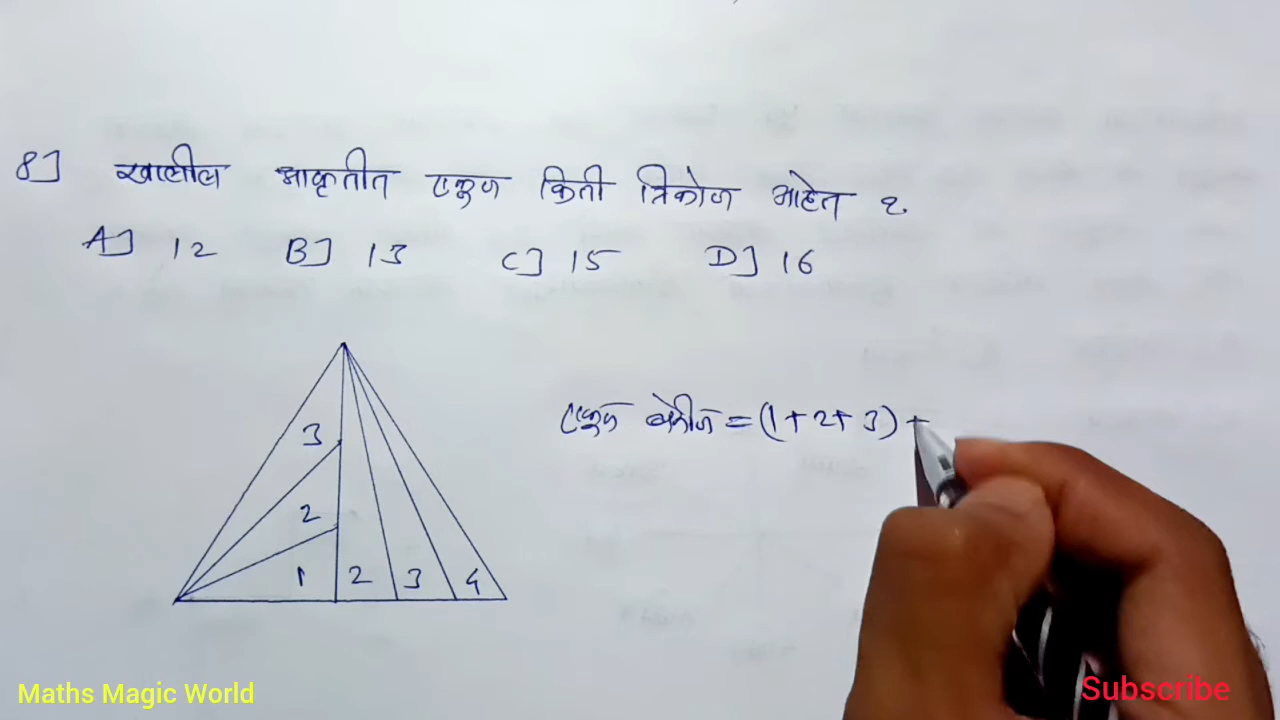 8] खालील आकृतीत एकूण किती त्रिकोण आहेत ?
A] 12 B] 13 C] 15 D] 16
3
एकूण बेरीज = (1+2+3) +
2
1 2 3 4
Maths Magic World
Subscribe